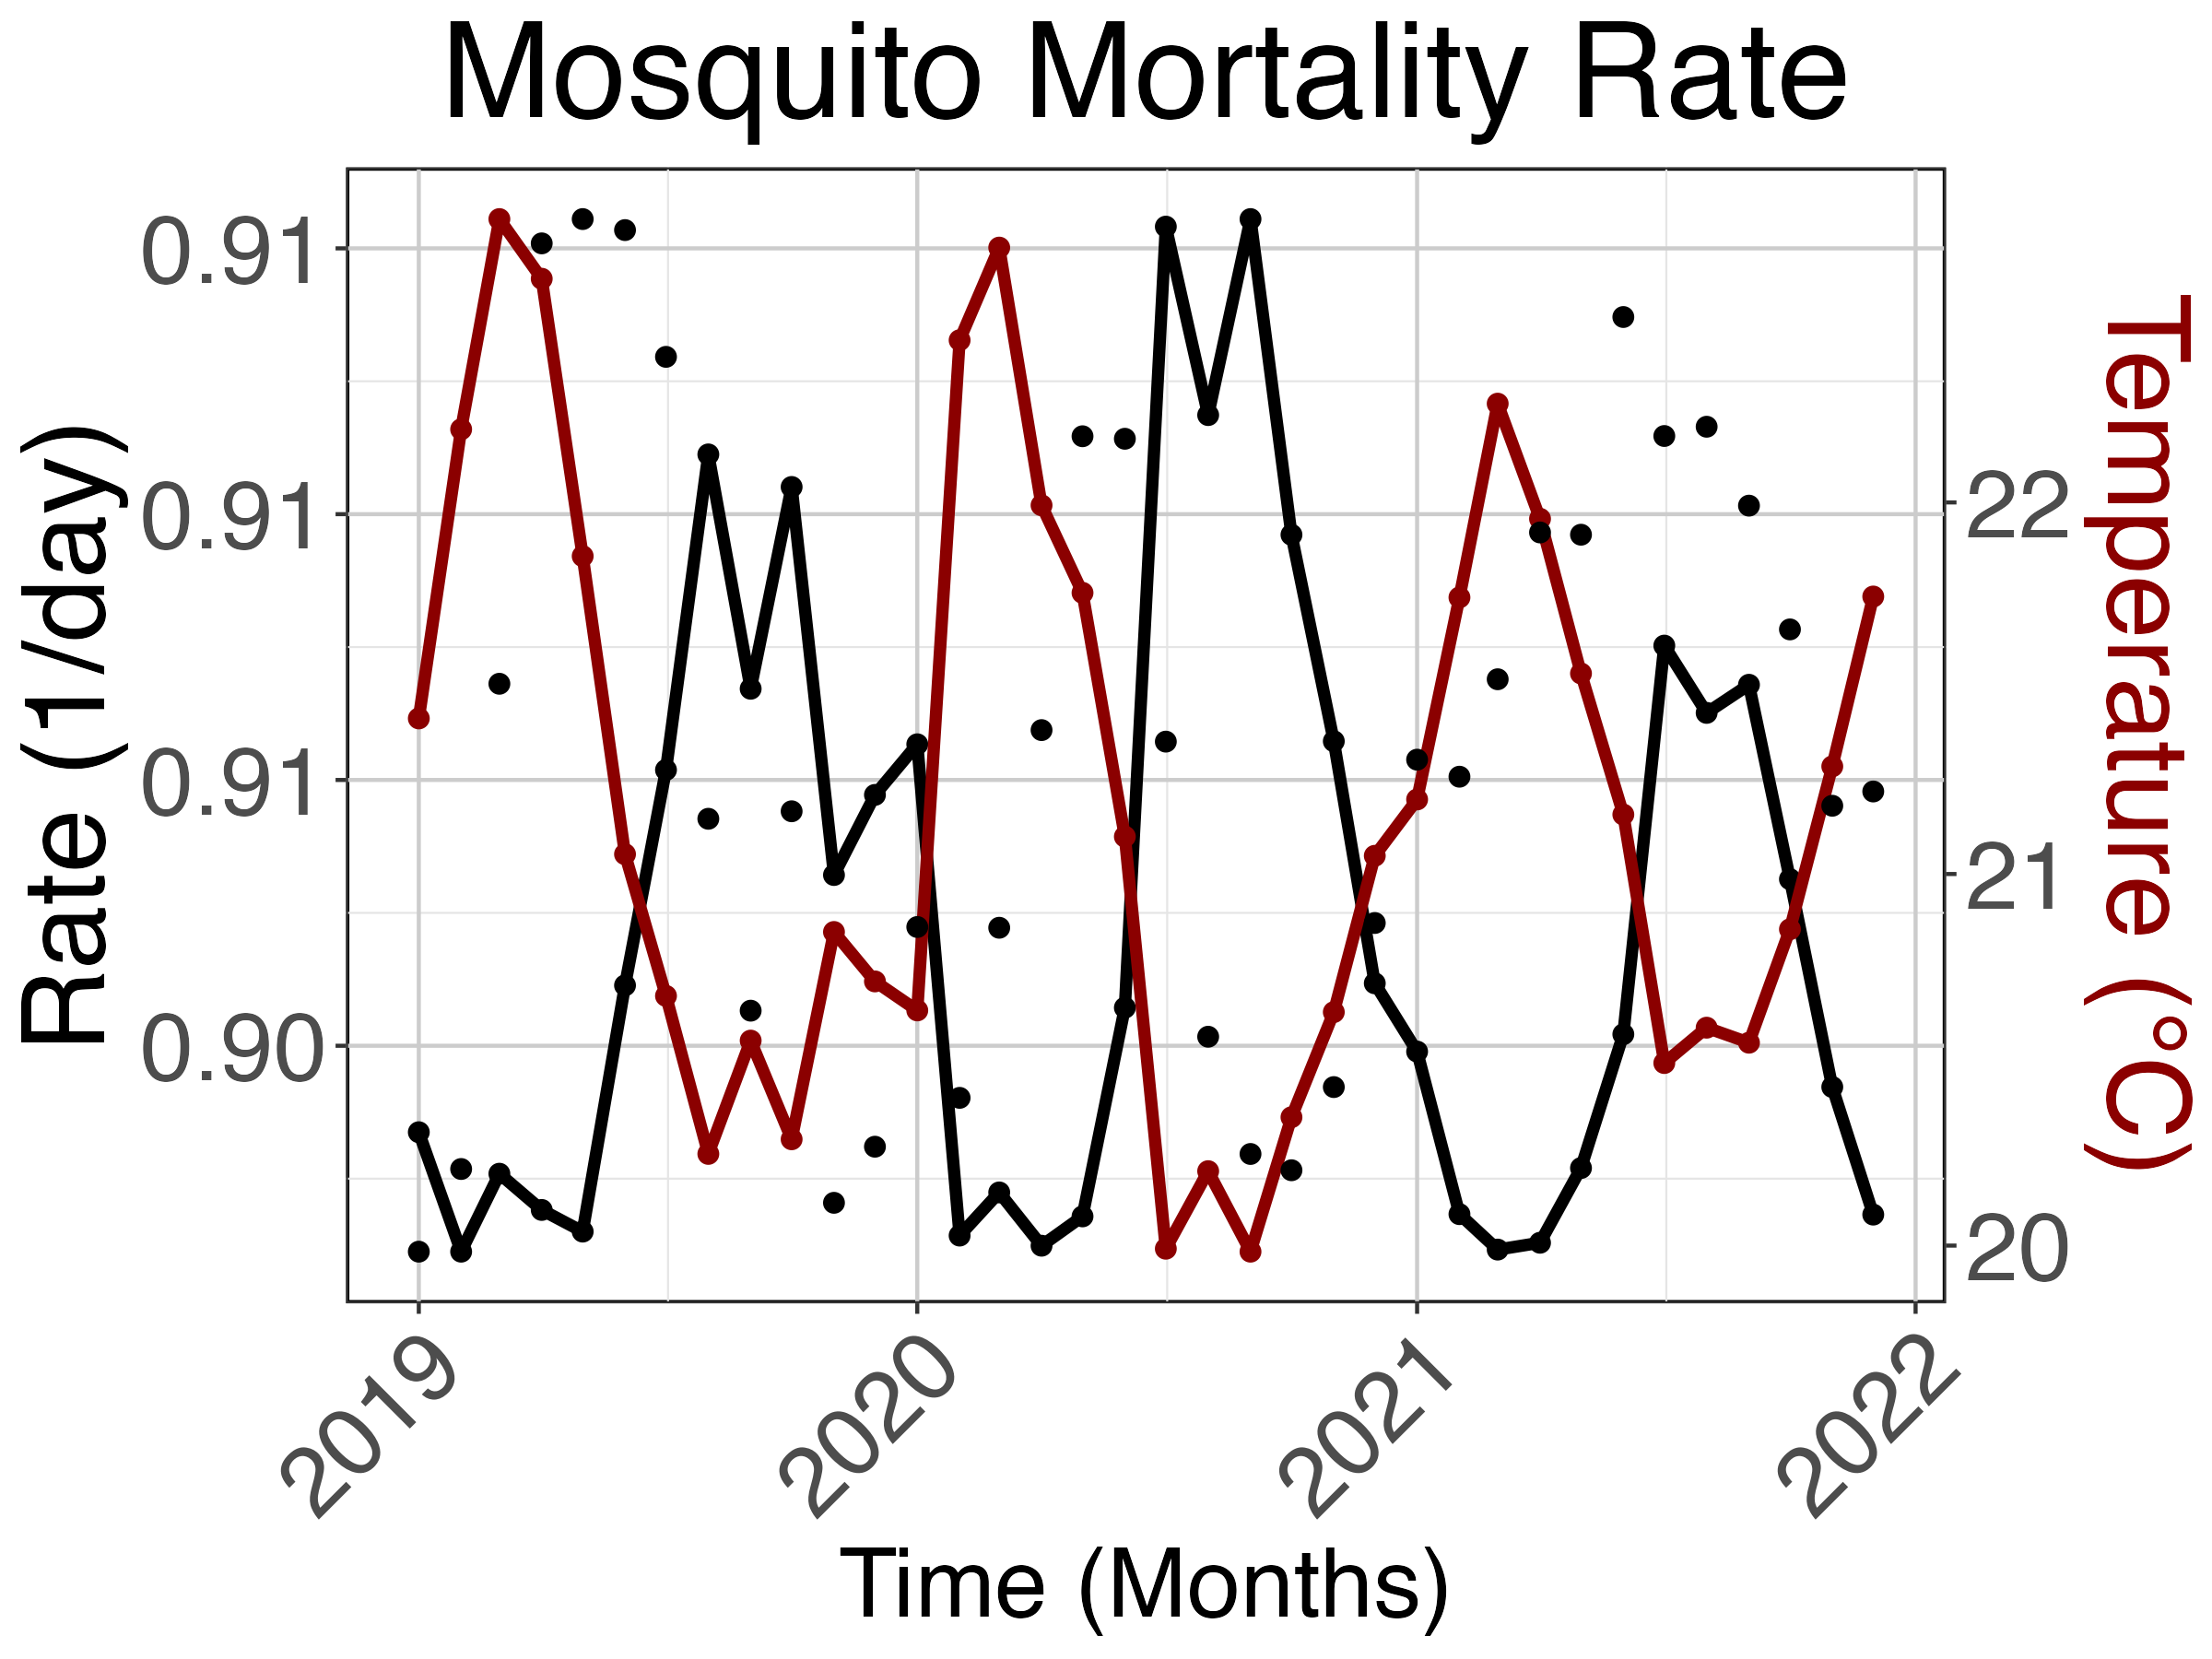 Mosquito Mortality Rate
Rate (1/day)
0.91
0.91
0.91
0.90
Temperature (°C)
22
21
20
2019
2020
2021
2022
Time (Months)